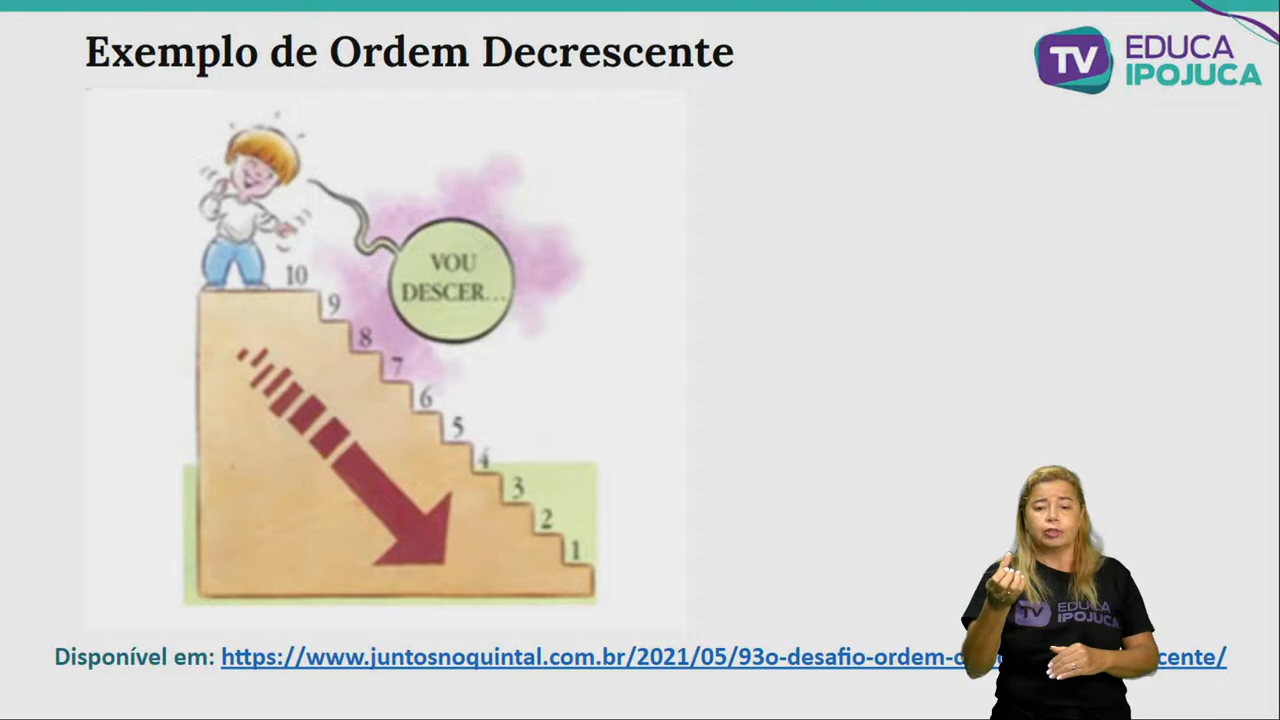 Exemplo de Ordem Decrescente
TV EDUCA
IPOJUCA
VOU
DESCER...
10
9
8
7
6
5
4
3
2
1
TV EDUCA
IPOJUCA
Disponível em: https://www.juntosnoquintal.com.br/2021/05/93o-desafio-ordem-
cente/